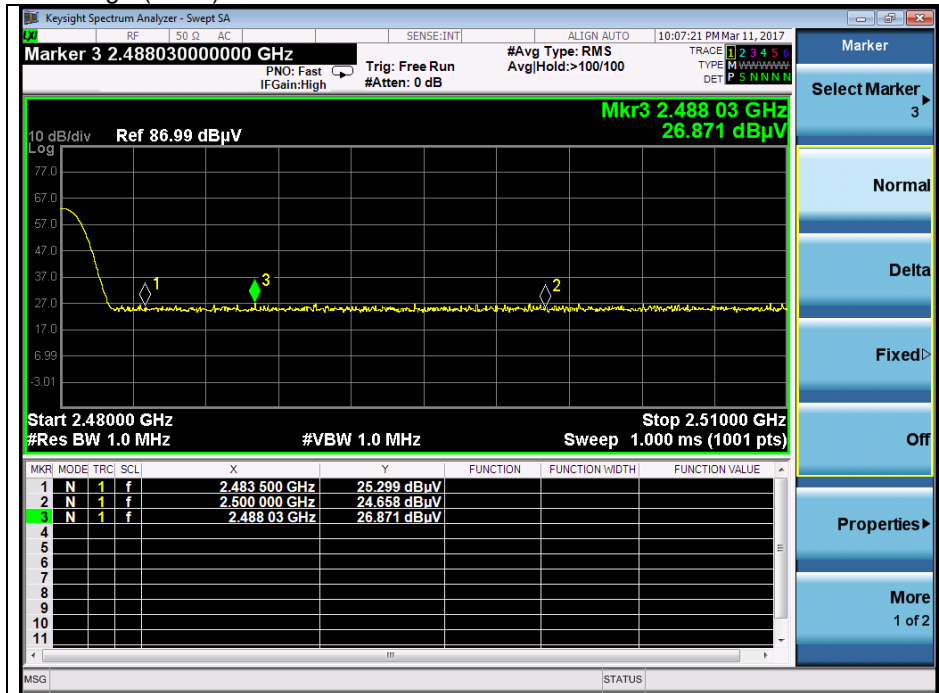 Keysight Spectrum Analyzer - Swept SA
LXI RF 50 Ω AC SENSE:INT ALIGN AUTO 10:07:21 PM Mar 11, 2017
Marker 3 2.488030000000 GHz
PNO: Fast
IFGain:High
Trig: Free Run
#Atten: 0 dB
#Avg Type: RMS
Avg|Hold:>100/100
TRACE 1 2 3 4 5 6
TYPE M W W W W W
DET P S N N N N
Mkr3 2.488 03 GHz
26.871 dBµV
10 dB/div Ref 86.99 dBµV
Log
77.0
67.0
57.0
47.0
37.0
27.0
17.0
6.99
-3.01
1
3
2
Start 2.48000 GHz Stop 2.51000 GHz
#Res BW 1.0 MHz #VBW 1.0 MHz Sweep 1.000 ms (1001 pts)
MKR MODE TRC SCL X Y FUNCTION FUNCTION WIDTH FUNCTION VALUE
1 N 1 f 2.483 500 GHz 25.299 dBµV
2 N 1 f 2.500 000 GHz 24.658 dBµV
3 N 1 f 2.488 03 GHz 26.871 dBµV
4
5
6
7
8
9
10
11
MSG STATUS
Marker
Select Marker
3
Normal
Delta
Fixed
Off
Properties
More
1 of 2